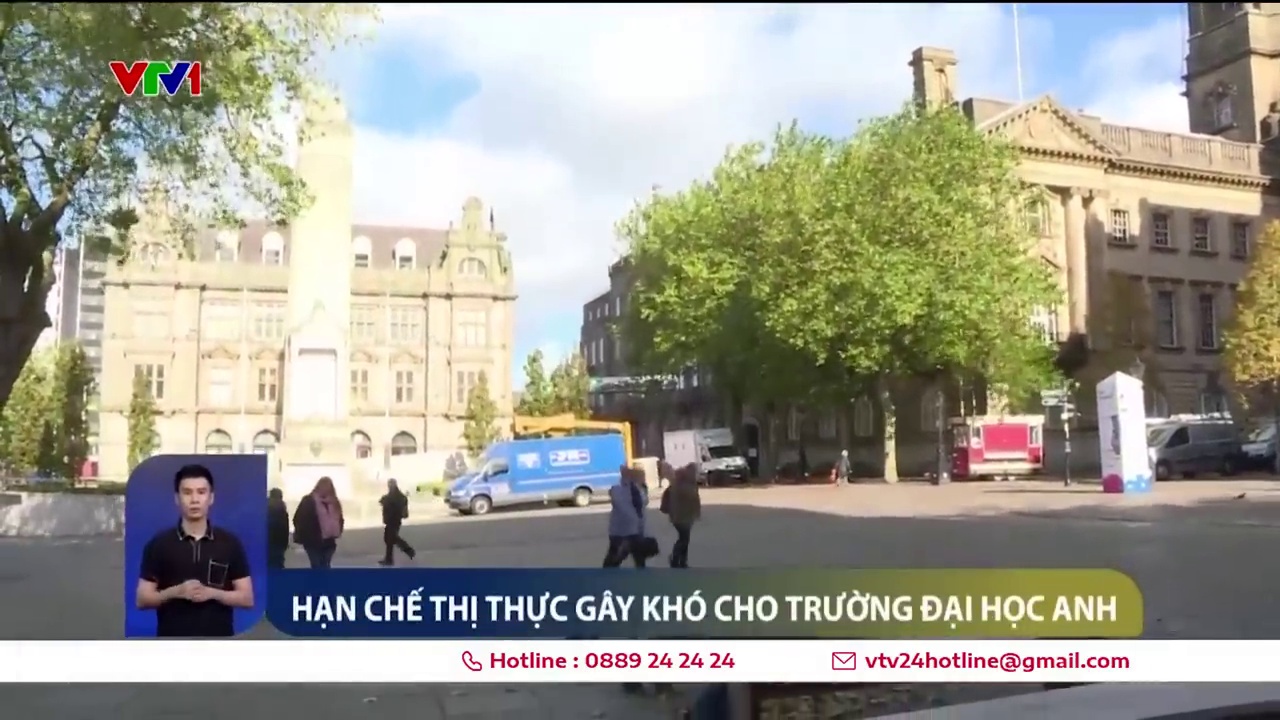 VTV1
HẠN CHẾ THỊ THỰC GÂY KHÓ CHO TRƯỜNG ĐẠI HỌC ANH
Hotline : 0889 24 24 24
vtv24hotline@gmail.com